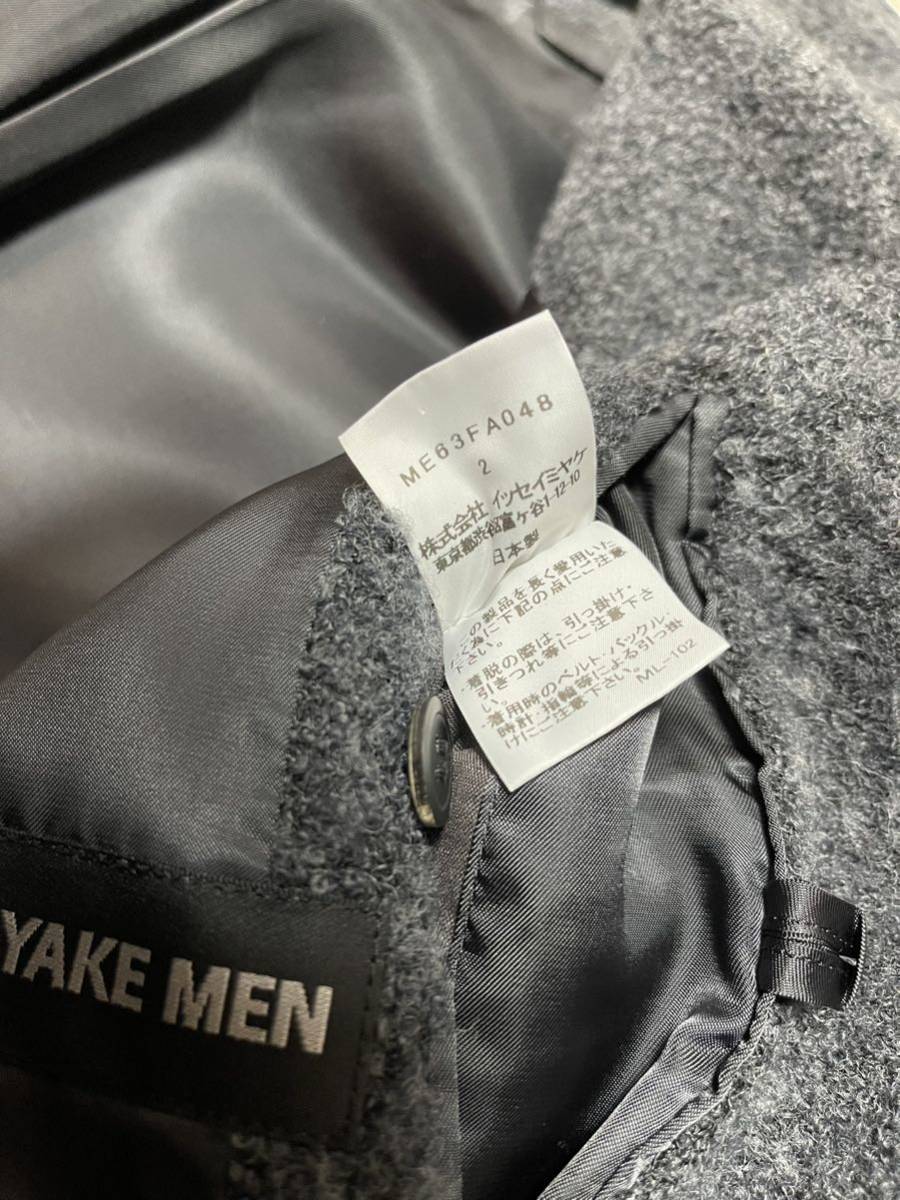 ME63FA048
2
株式会社 イッセイミヤケ
東京都渋谷区富ヶ谷1-12-10
日本製
この製品を長く愛用いた
だく為に下記の点にご注意
下さい。
・着脱の際は、引っ掛け、
引きつれ等にご注意下さ
い。
・着用時のベルト、バックル、
時計、指輪等による引っ掛
けにご注意下さい。
ML-102
YAKE MEN